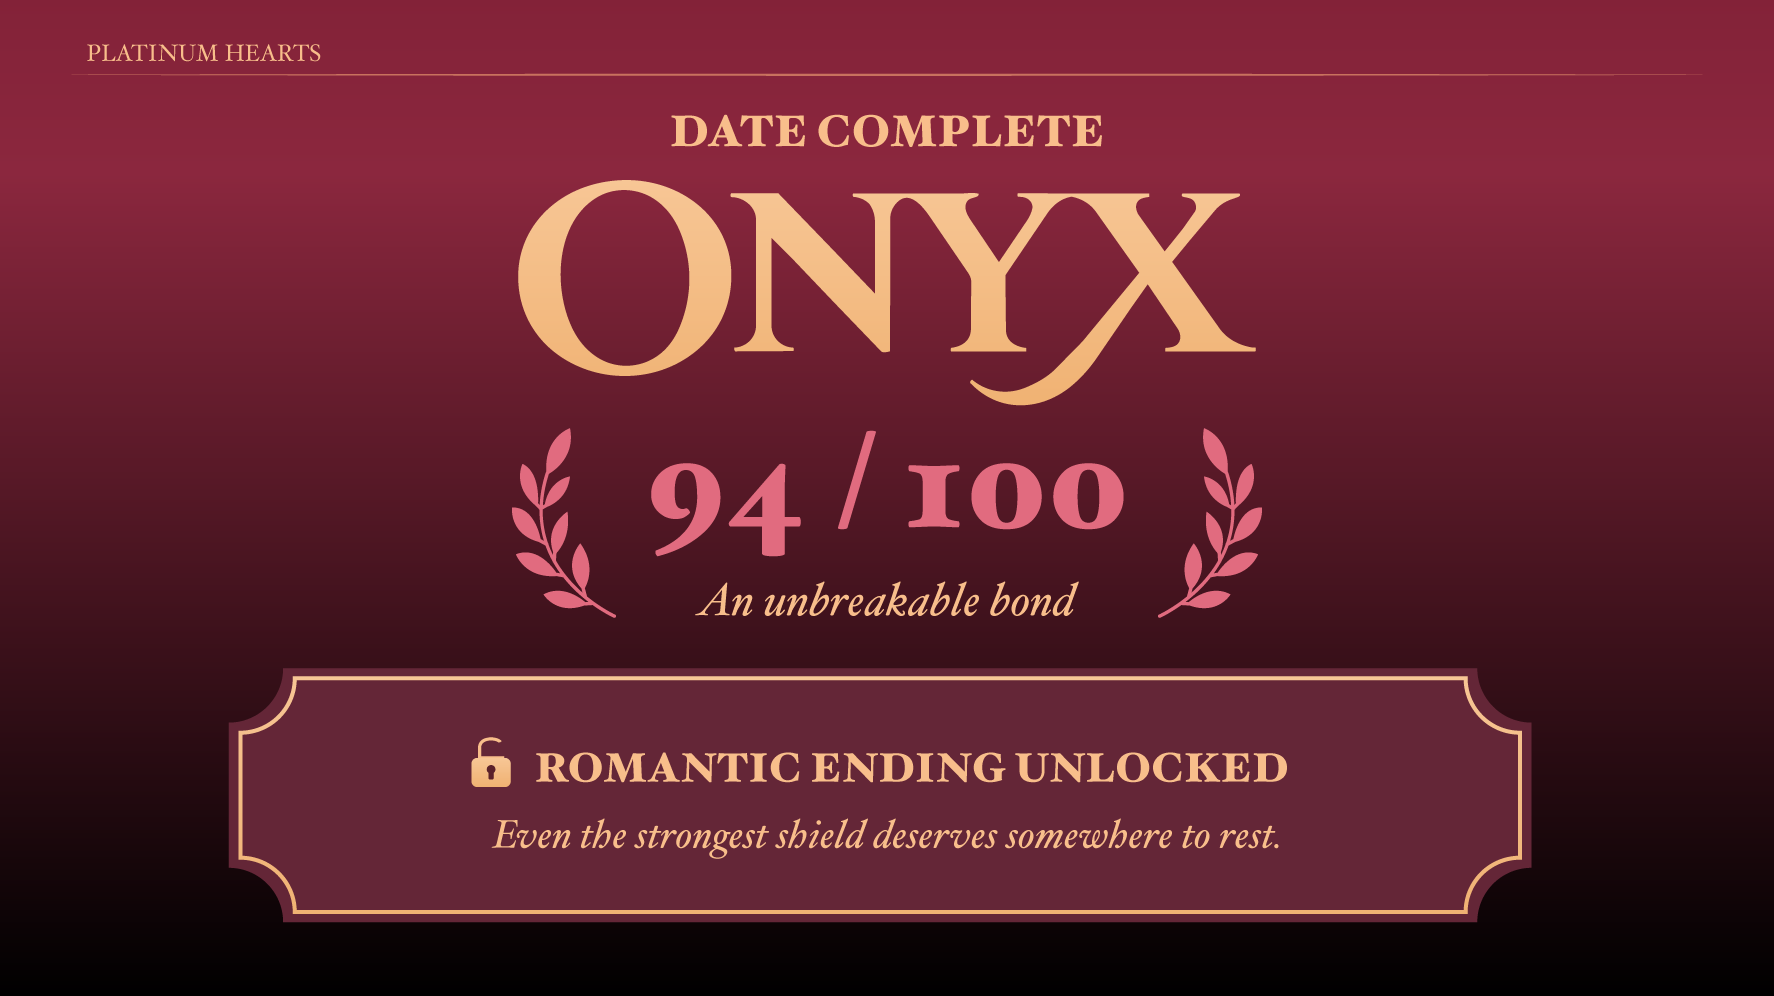 PLATINUM HEARTS
DATE COMPLETE
ONYX
94 / 100
An unbreakable bond
ROMANTIC ENDING UNLOCKED
Even the strongest shield deserves somewhere to rest.